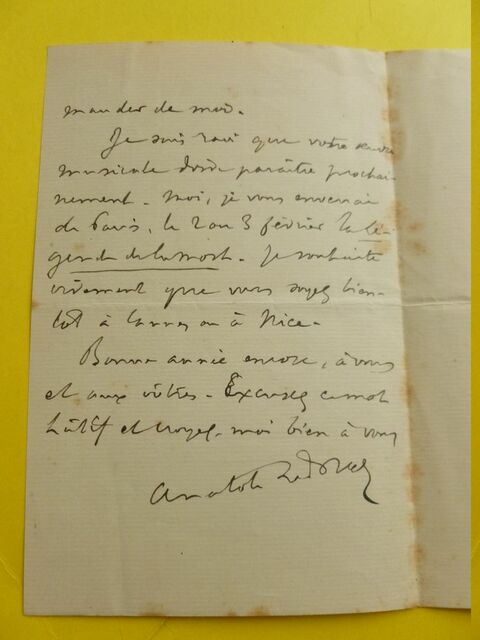 mander de moi.
Je suis ravi que votre œuvre
musicale doive paraître prochai-
nement. Moi, je vous enverrai
de Paris, le 2 ou 3 février la Lé-
gende de la mort. Je souhaite
vivement que vous soyez bien-
tôt à Cannes ou à Nice.
Bonne année encore, à vous
et aux vôtres. Excusez ce mot
hâtif et croyez-moi bien à vous
Anatole Le Braz